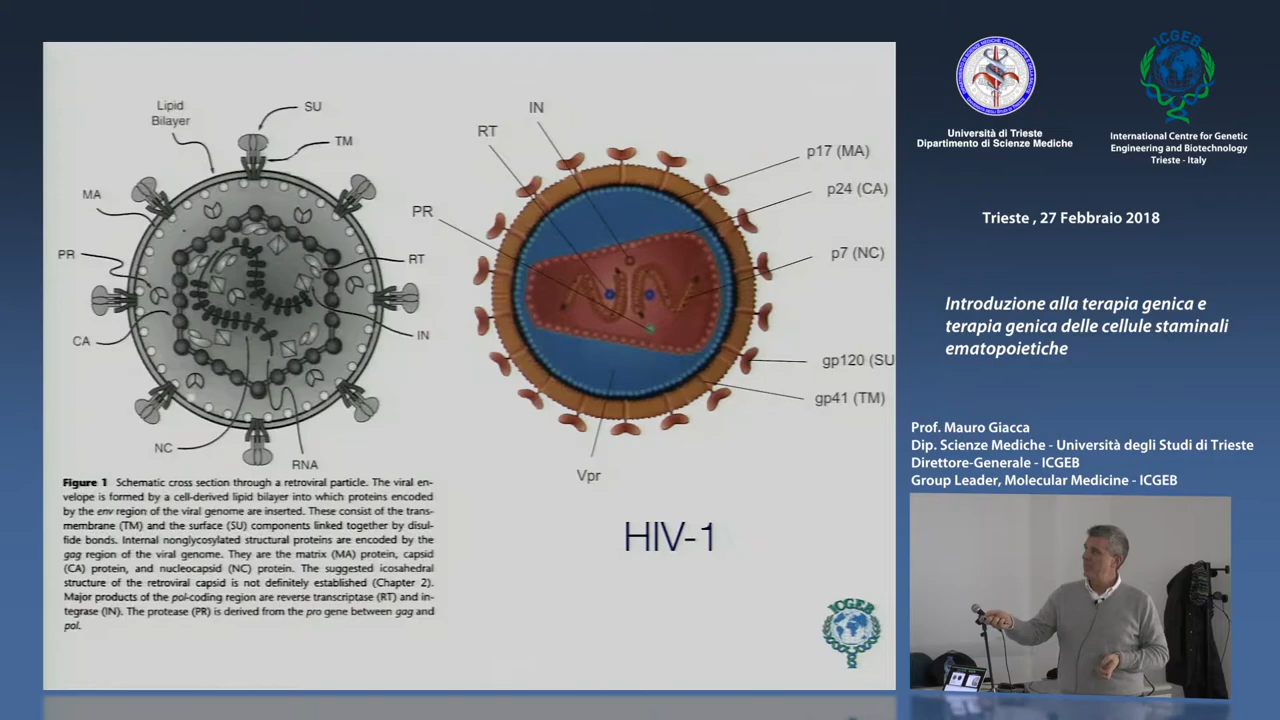 Lipid
Bilayer
SU
TM
MA
PR
CA
RT
IN
NC
RNA
IN
RT
PR
p17 (MA)
p24 (CA)
p7 (NC)
gp120 (SU
gp41 (TM)
Vpr
HIV-1
Figure 1 Schematic cross section through a retroviral particle. The viral en-
velope is formed by a cell-derived lipid bilayer into which proteins encoded
by the env region of the viral genome are inserted. These consist of the trans-
membrane (TM) and the surface (SU) components linked together by disul-
fide bonds. Internal nonglycosylated structural proteins are encoded by the
gag region of the viral genome. They are the matrix (MA) protein, capsid
(CA) protein, and nucleocapsid (NC) protein. The suggested icosahedral
structure of the retroviral capsid is not definitely established (Chapter 2).
Major products of the pol-coding region are reverse transcriptase (RT) and in-
tegrase (IN). The protease (PR) is derived from the pro gene between gag and
pol.
ICGEB
Università di Trieste
Dipartimento di Scienze Mediche
ICGEB
International Centre for Genetic
Engineering and Biotechnology
Trieste - Italy
Trieste , 27 Febbraio 2018
Introduzione alla terapia genica e
terapia genica delle cellule staminali
ematopoietiche
Prof. Mauro Giacca
Dip. Scienze Mediche - Università degli Studi di Trieste
Direttore-Generale - ICGEB
Group Leader, Molecular Medicine - ICGEB